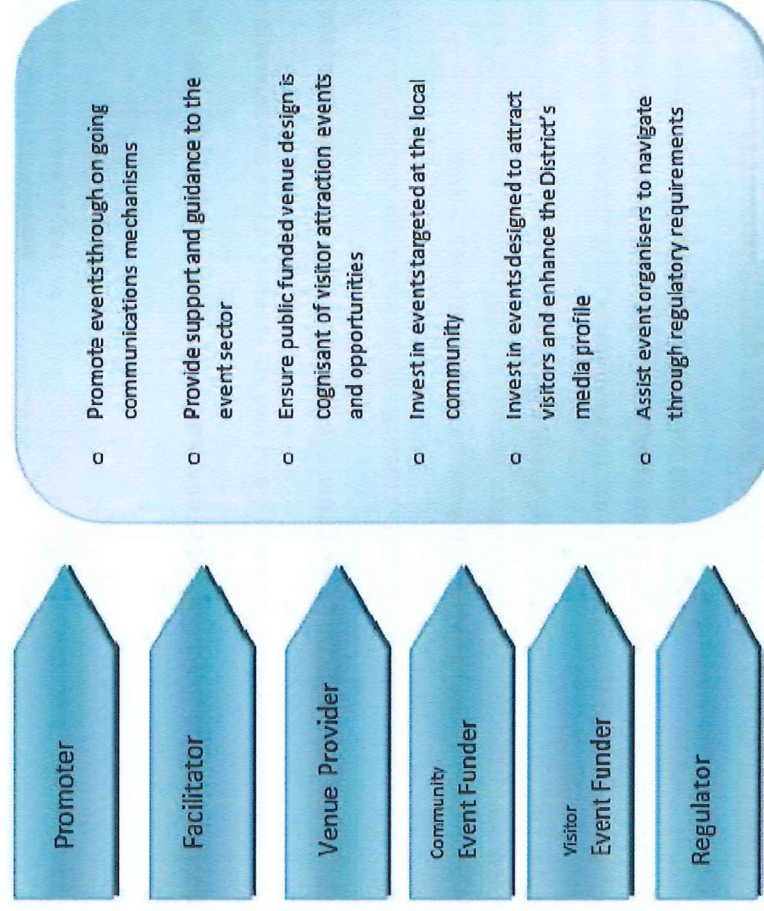 Promoter
Facilitator
Venue Provider
Community
Event Funder
Visitor
Event Funder
Regulator
o Promote eventsthrough on going
communications mechanisms
o Provide support and guidance to the
event sector
o Ensure public funded venue design is
cognisant of visitor attraction events
and opportunities
o Invest in events targeted at the local
community
o Invest in events designed to attract
visitors and enhance the District's
media profile
o Assist event organisers to navigate
through regulatory requirements